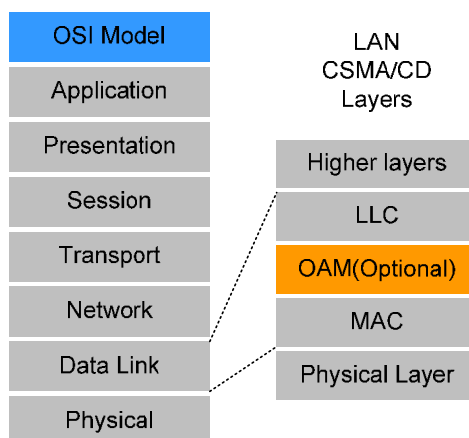 OSI Model
Application
Presentation
Session
Transport
Network
Data Link
Physical
LAN
CSMA/CD
Layers
Higher layers
LLC
OAM(Optional)
MAC
Physical Layer